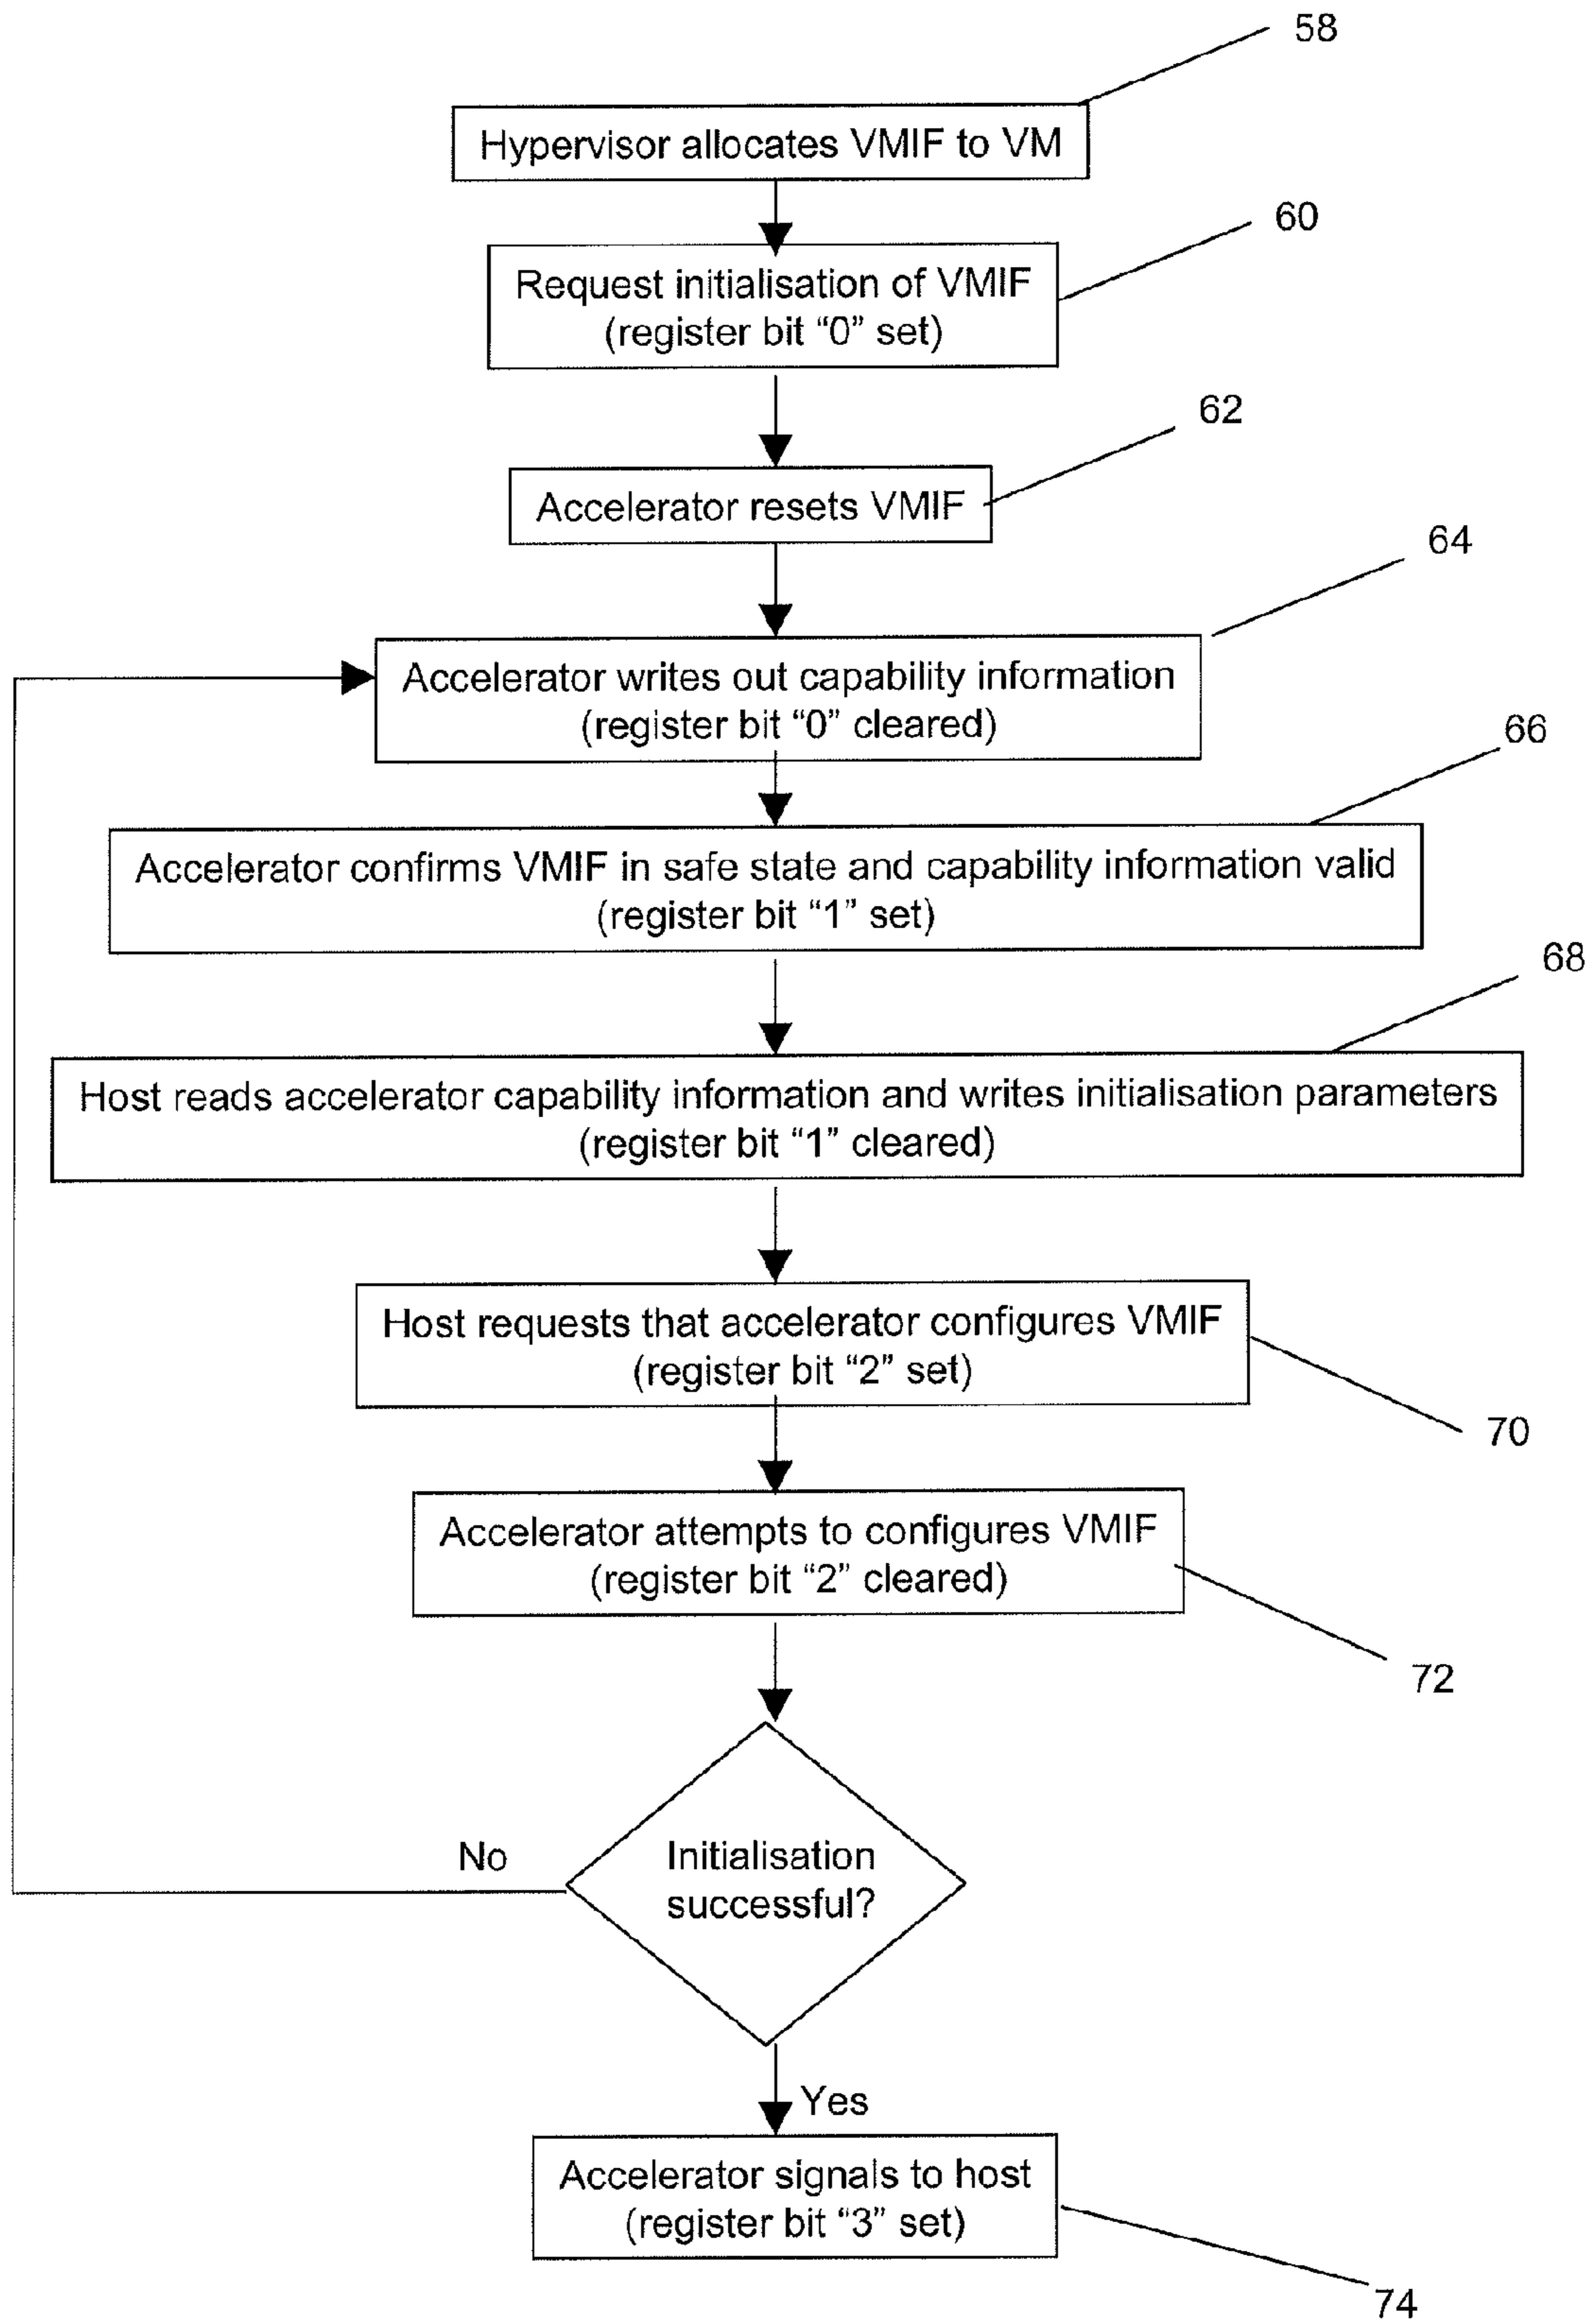 58
Hypervisor allocates VMIF to VM
60
Request initialisation of VMIF
(register bit “0” set)
62
Accelerator resets VMIF
64
Accelerator writes out capability information
(register bit “0” cleared)
66
Accelerator confirms VMIF in safe state and capability information valid
(register bit “1” set)
68
Host reads accelerator capability information and writes initialisation parameters
(register bit “1” cleared)
Host requests that accelerator configures VMIF
(register bit “2” set)
70
Accelerator attempts to configures VMIF
(register bit “2” cleared)
72
No
Initialisation
successful?
Yes
Accelerator signals to host
(register bit “3” set)
74